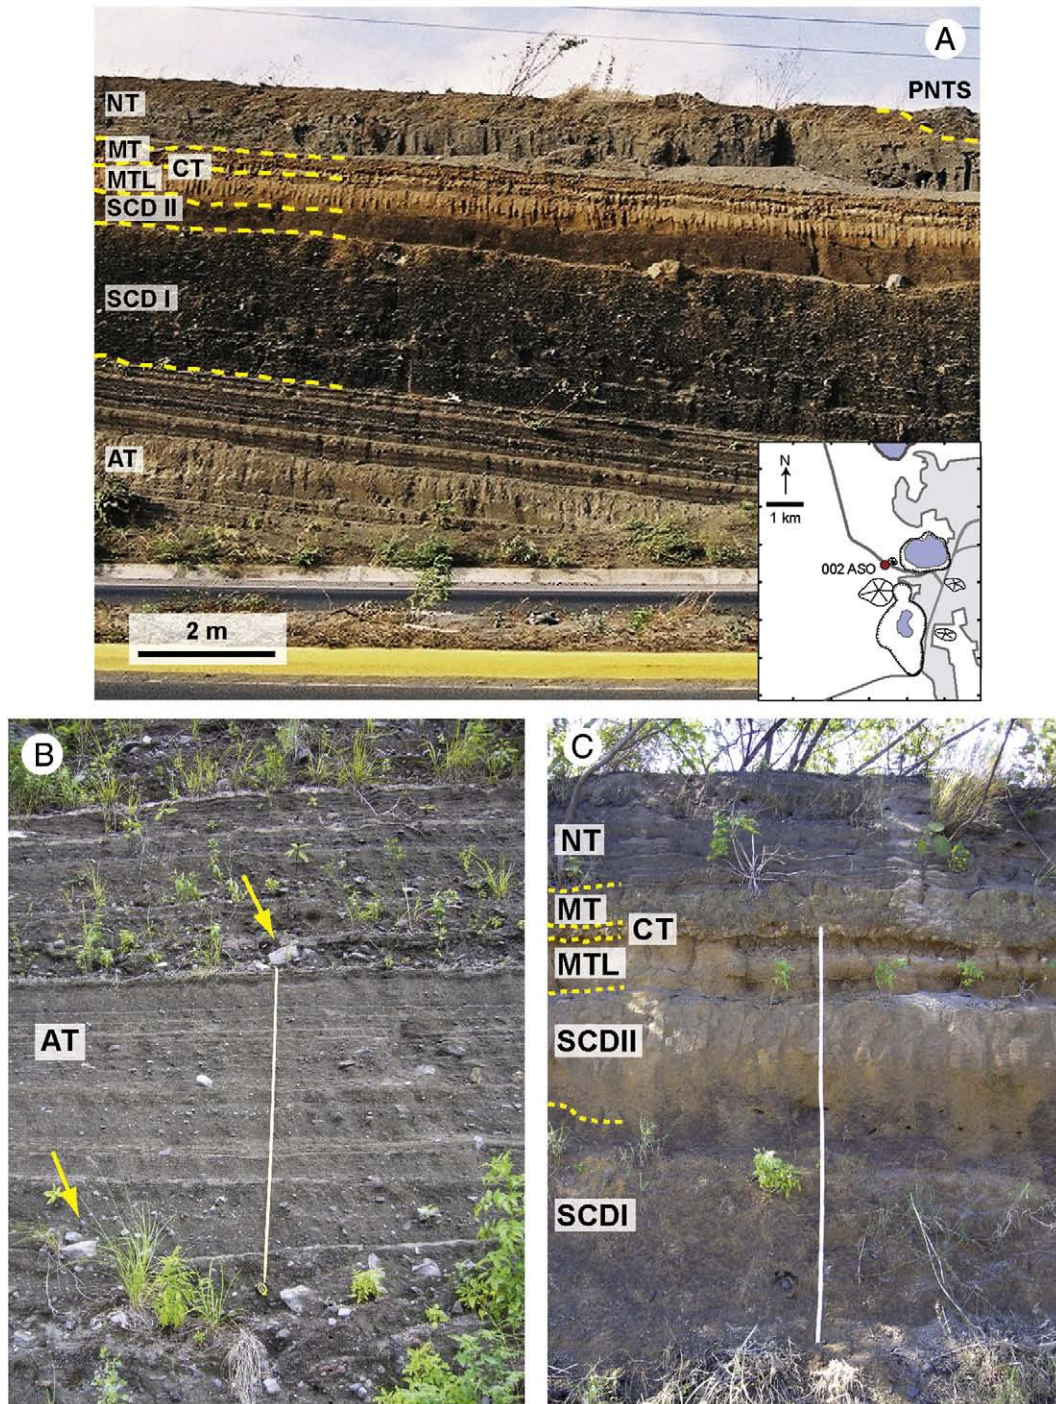 A
PNTS
NT
MT
CT
MTL
SCD II
SCD I
AT
N
1 km
002 ASO
2 m
B
AT
C
NT
MT
CT
MTL
SCDII
SCDI